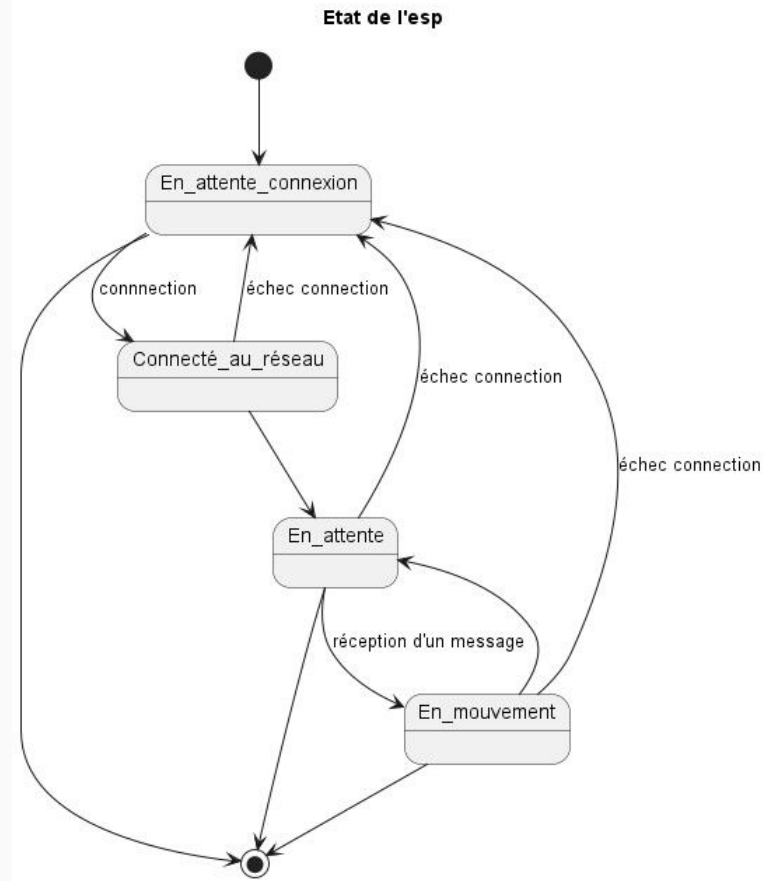 Etat de l'esp
En_attente_connexion
connnection
échec connection
Connecté_au_réseau
échec connection
échec connection
En_attente
réception d'un message
En_mouvement